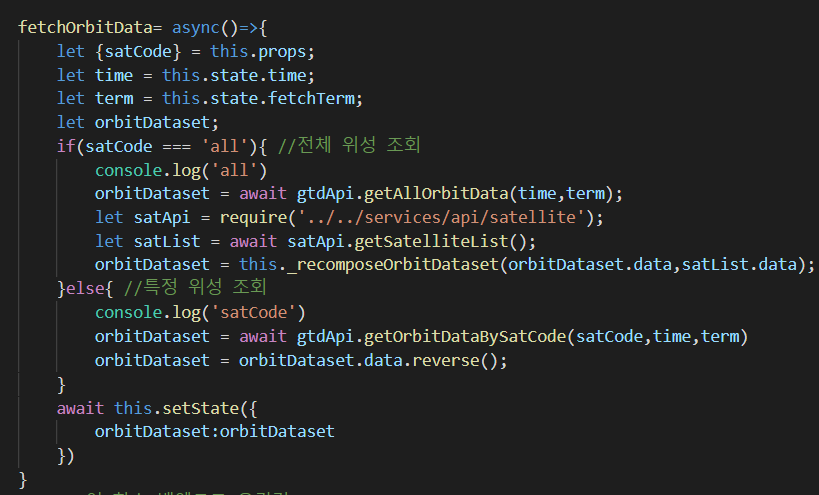 fetchOrbitData= async()=>{
let {satCode} = this.props;
let time = this.state.time;
let term = this.state.fetchTerm;
let orbitDataset;
if(satCode === 'all'){ //전체 위성 조회
console.log('all')
orbitDataset = await gtdApi.getAllOrbitData(time,term);
let satApi = require('../../services/api/satellite');
let satList = await satApi.getSatelliteList();
orbitDataset = this._recomposeOrbitDataset(orbitDataset.data,satList.data);
}else{ //특정 위성 조회
console.log('satCode')
orbitDataset = await gtdApi.getOrbitDataBySatCode(satCode,time,term)
orbitDataset = orbitDataset.data.reverse();
}
await this.setState({
orbitDataset:orbitDataset
})
}